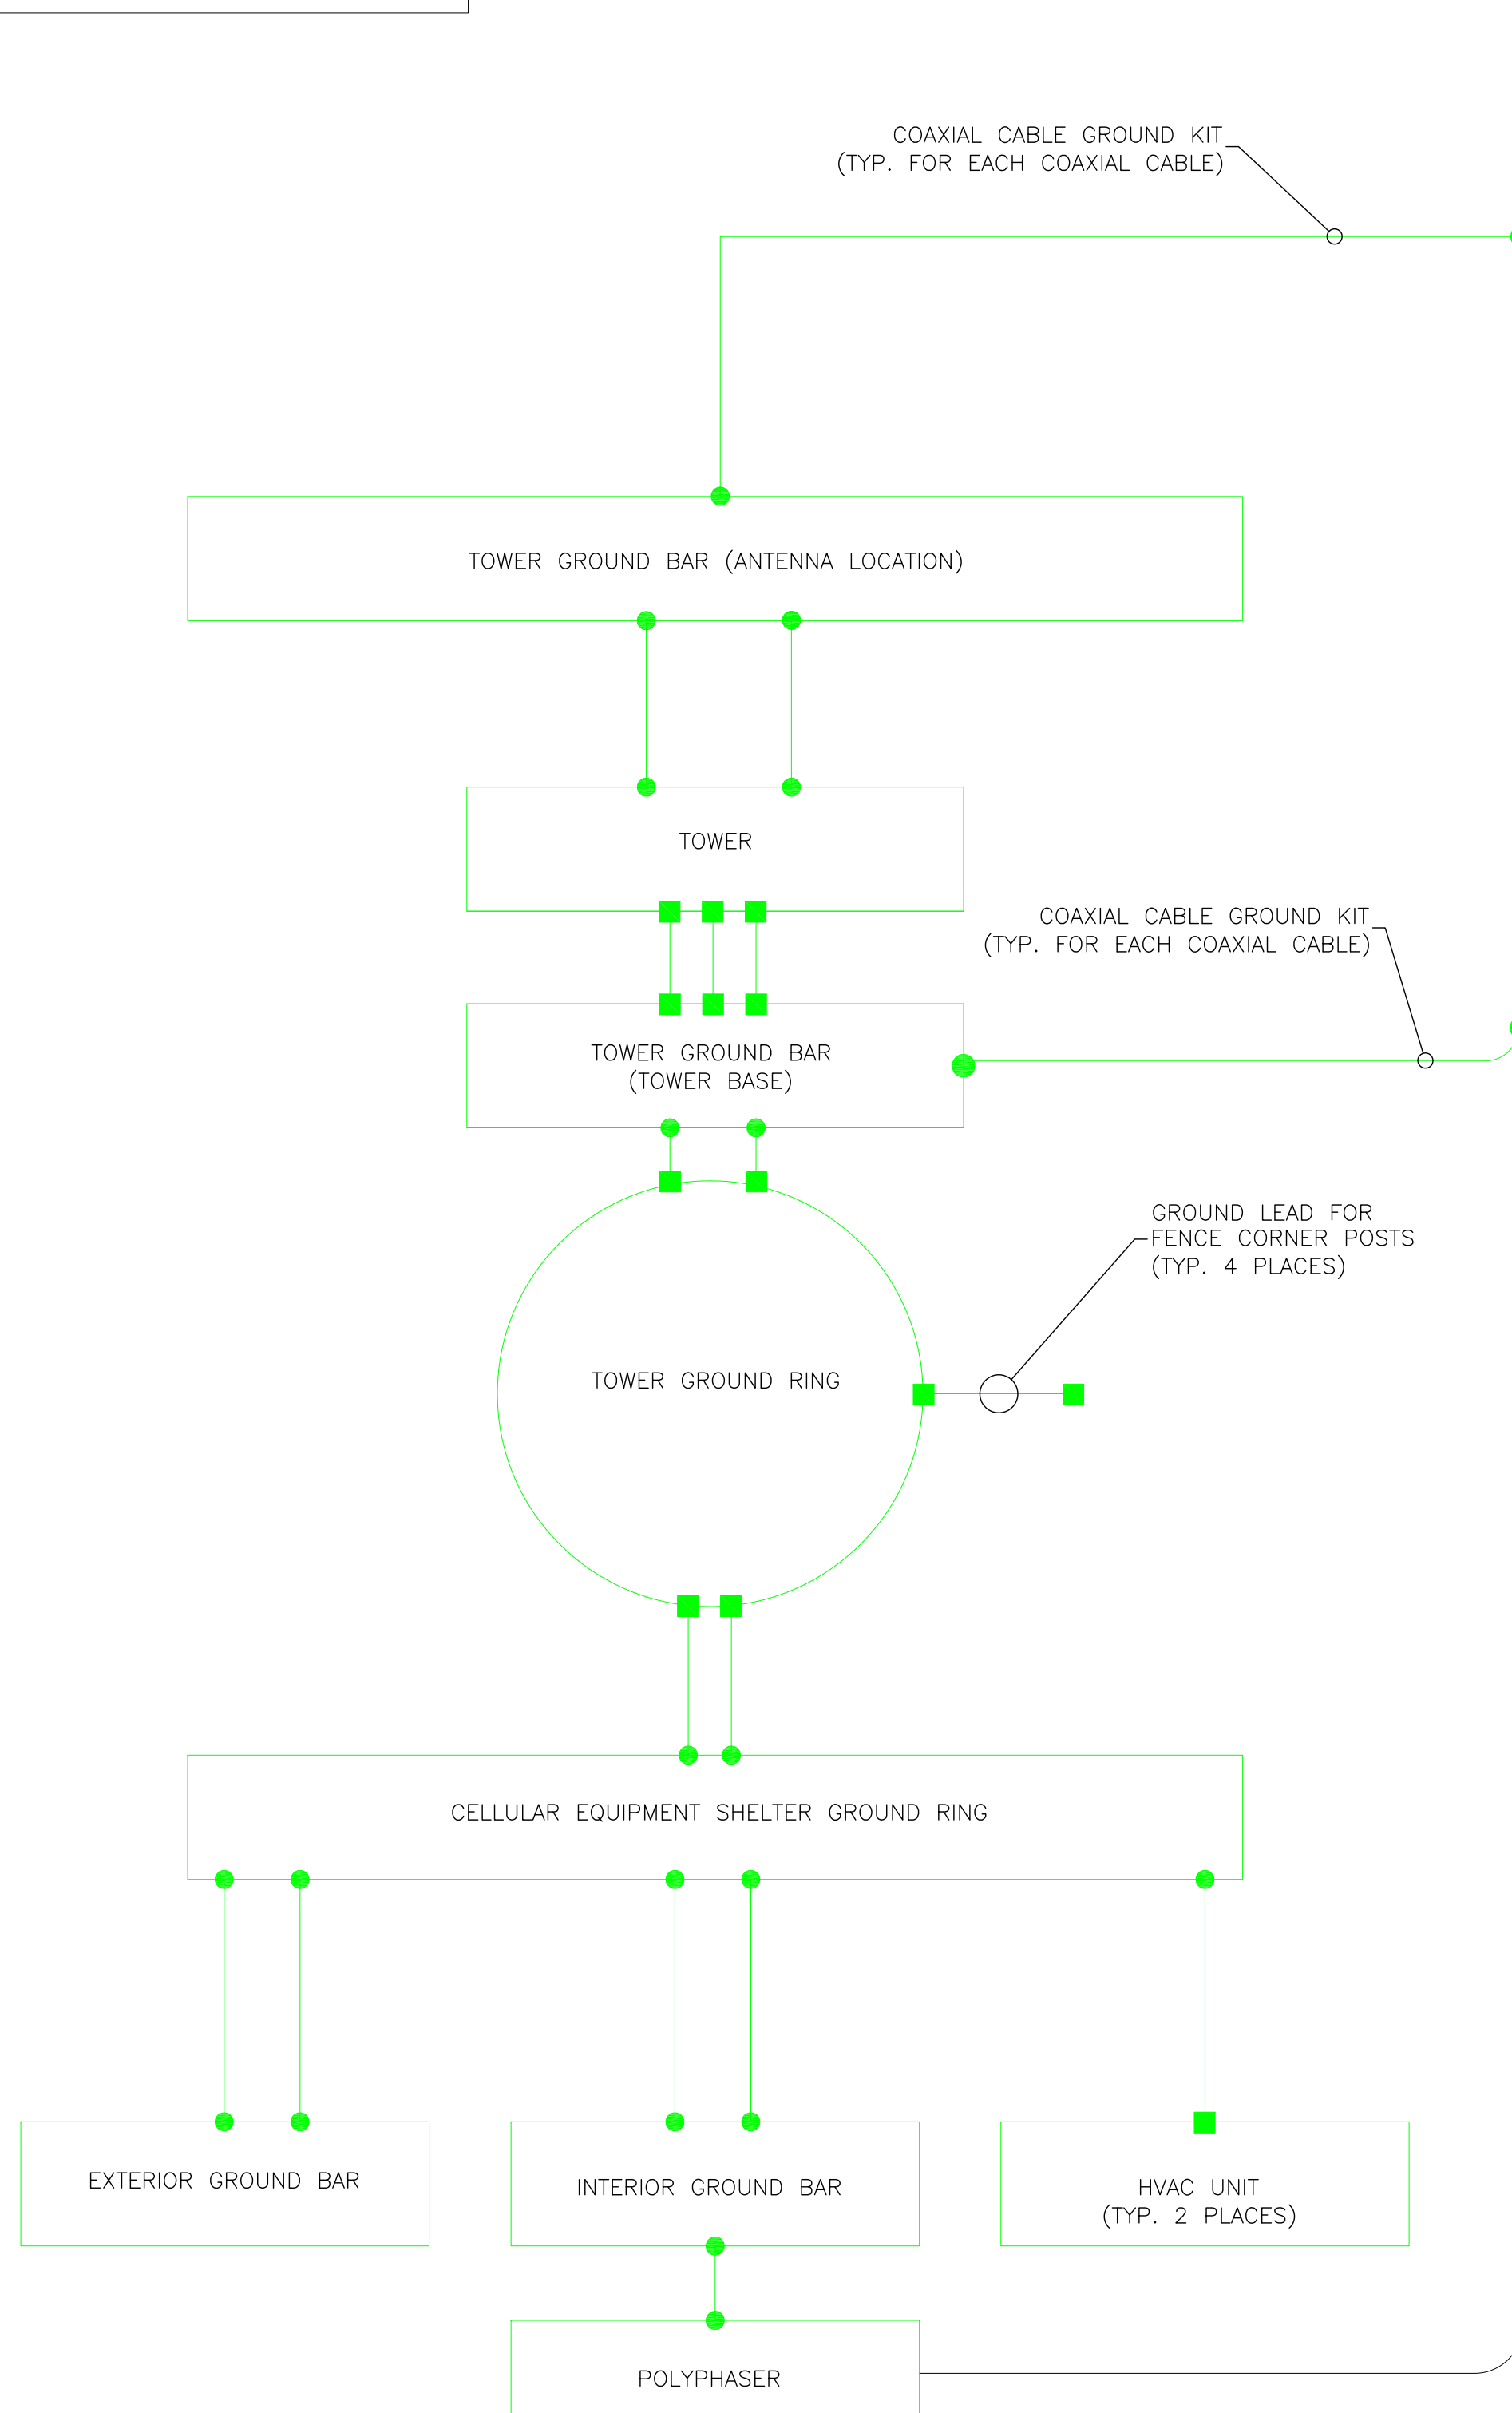 COAXIAL CABLE GROUND KIT
(TYP. FOR EACH COAXIAL CABLE)
TOWER GROUND BAR (ANTENNA LOCATION)
TOWER
COAXIAL CABLE GROUND KIT
(TYP. FOR EACH COAXIAL CABLE)
TOWER GROUND BAR
(TOWER BASE)
GROUND LEAD FOR
FENCE CORNER POSTS
(TYP. 4 PLACES)
TOWER GROUND RING
CELLULAR EQUIPMENT SHELTER GROUND RING
EXTERIOR GROUND BAR
INTERIOR GROUND BAR
HVAC UNIT
(TYP. 2 PLACES)
POLYPHASER